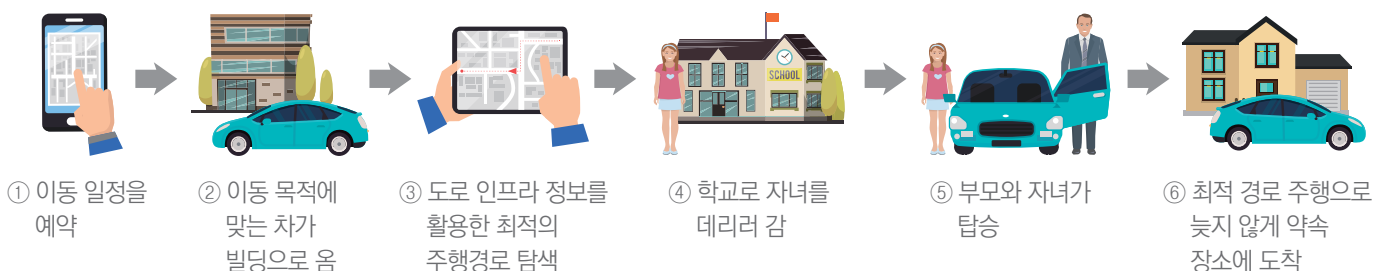 SCHOOL
① 이동 일정을
예약
② 이동 목적에
맞는 차가
빌딩으로 옴
③ 도로 인프라 정보를
활용한 최적의
주행경로 탐색
④ 학교로 자녀를
데리러 감
⑤ 부모와 자녀가
탑승
⑥ 최적 경로 주행으로
늦지 않게 약속
장소에 도착